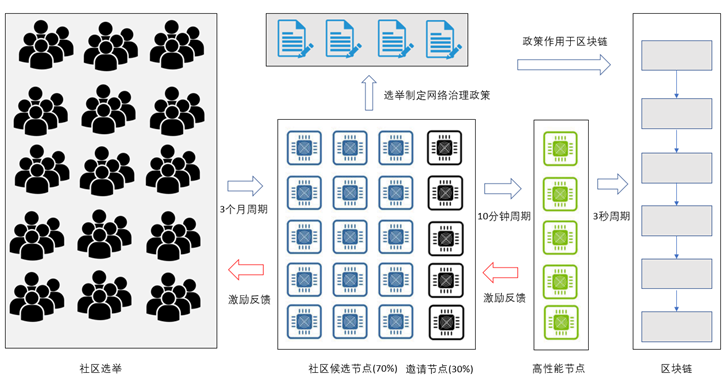 政策作用于区块链
选举制定网络治理政策
3个月周期
10分钟周期
3秒周期
激励反馈
激励反馈
社区选举
社区候选节点(70%)
邀请节点(30%)
高性能节点
区块链